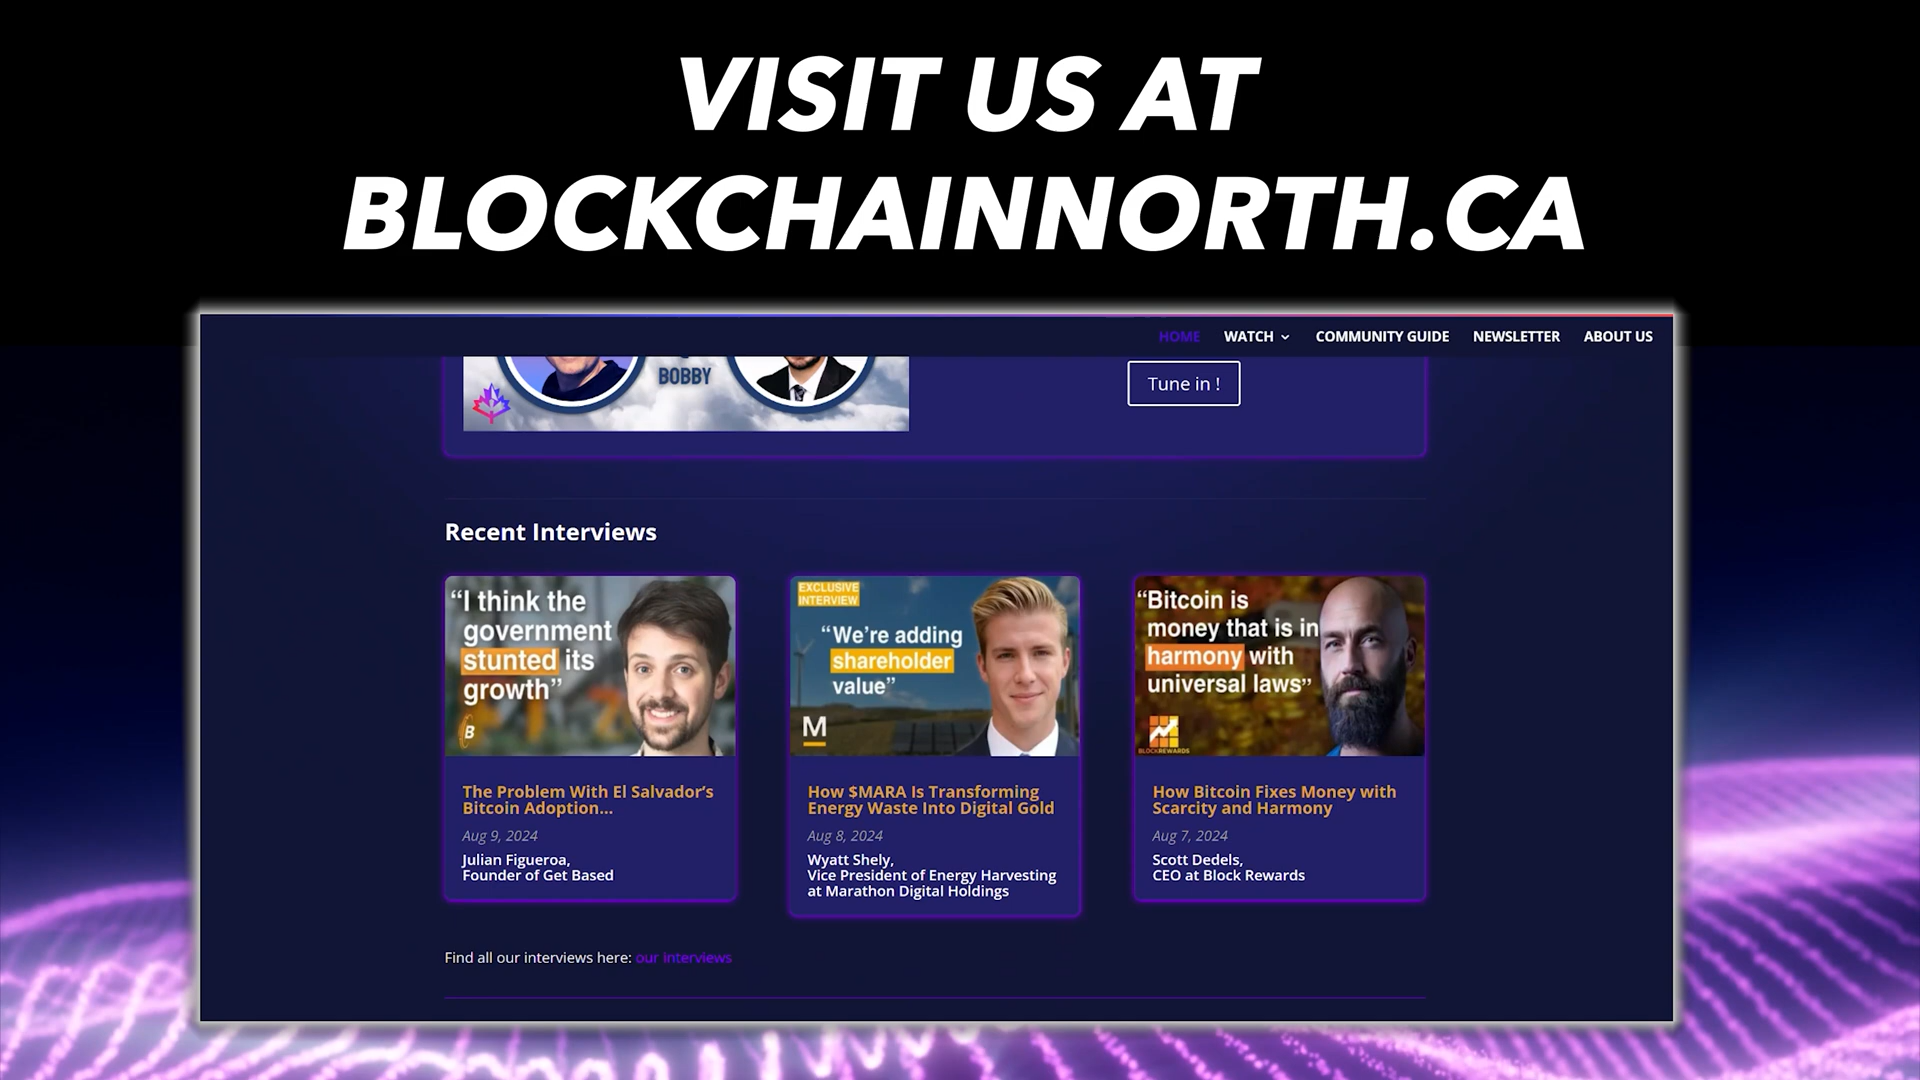 VISIT US AT
BLOCKCHAINNORTH.CA
HOME WATCH COMMUNITY GUIDE NEWSLETTER ABOUT US
BOBBY
Tune in !
Recent Interviews
“I think the
government
stunted its
growth”
B
EXCLUSIVE
INTERVIEW
“We’re adding
shareholder
value”
M
“Bitcoin is
money that is in
harmony with
universal laws”
BLOCKREWARDS
The Problem With El Salvador’s
Bitcoin Adoption...
Aug 9, 2024
Julian Figueroa,
Founder of Get Based
How $MARA Is Transforming
Energy Waste Into Digital Gold
Aug 8, 2024
Wyatt Shely,
Vice President of Energy Harvesting
at Marathon Digital Holdings
How Bitcoin Fixes Money with
Scarcity and Harmony
Aug 7, 2024
Scott Dedels,
CEO at Block Rewards
Find all our interviews here: our interviews